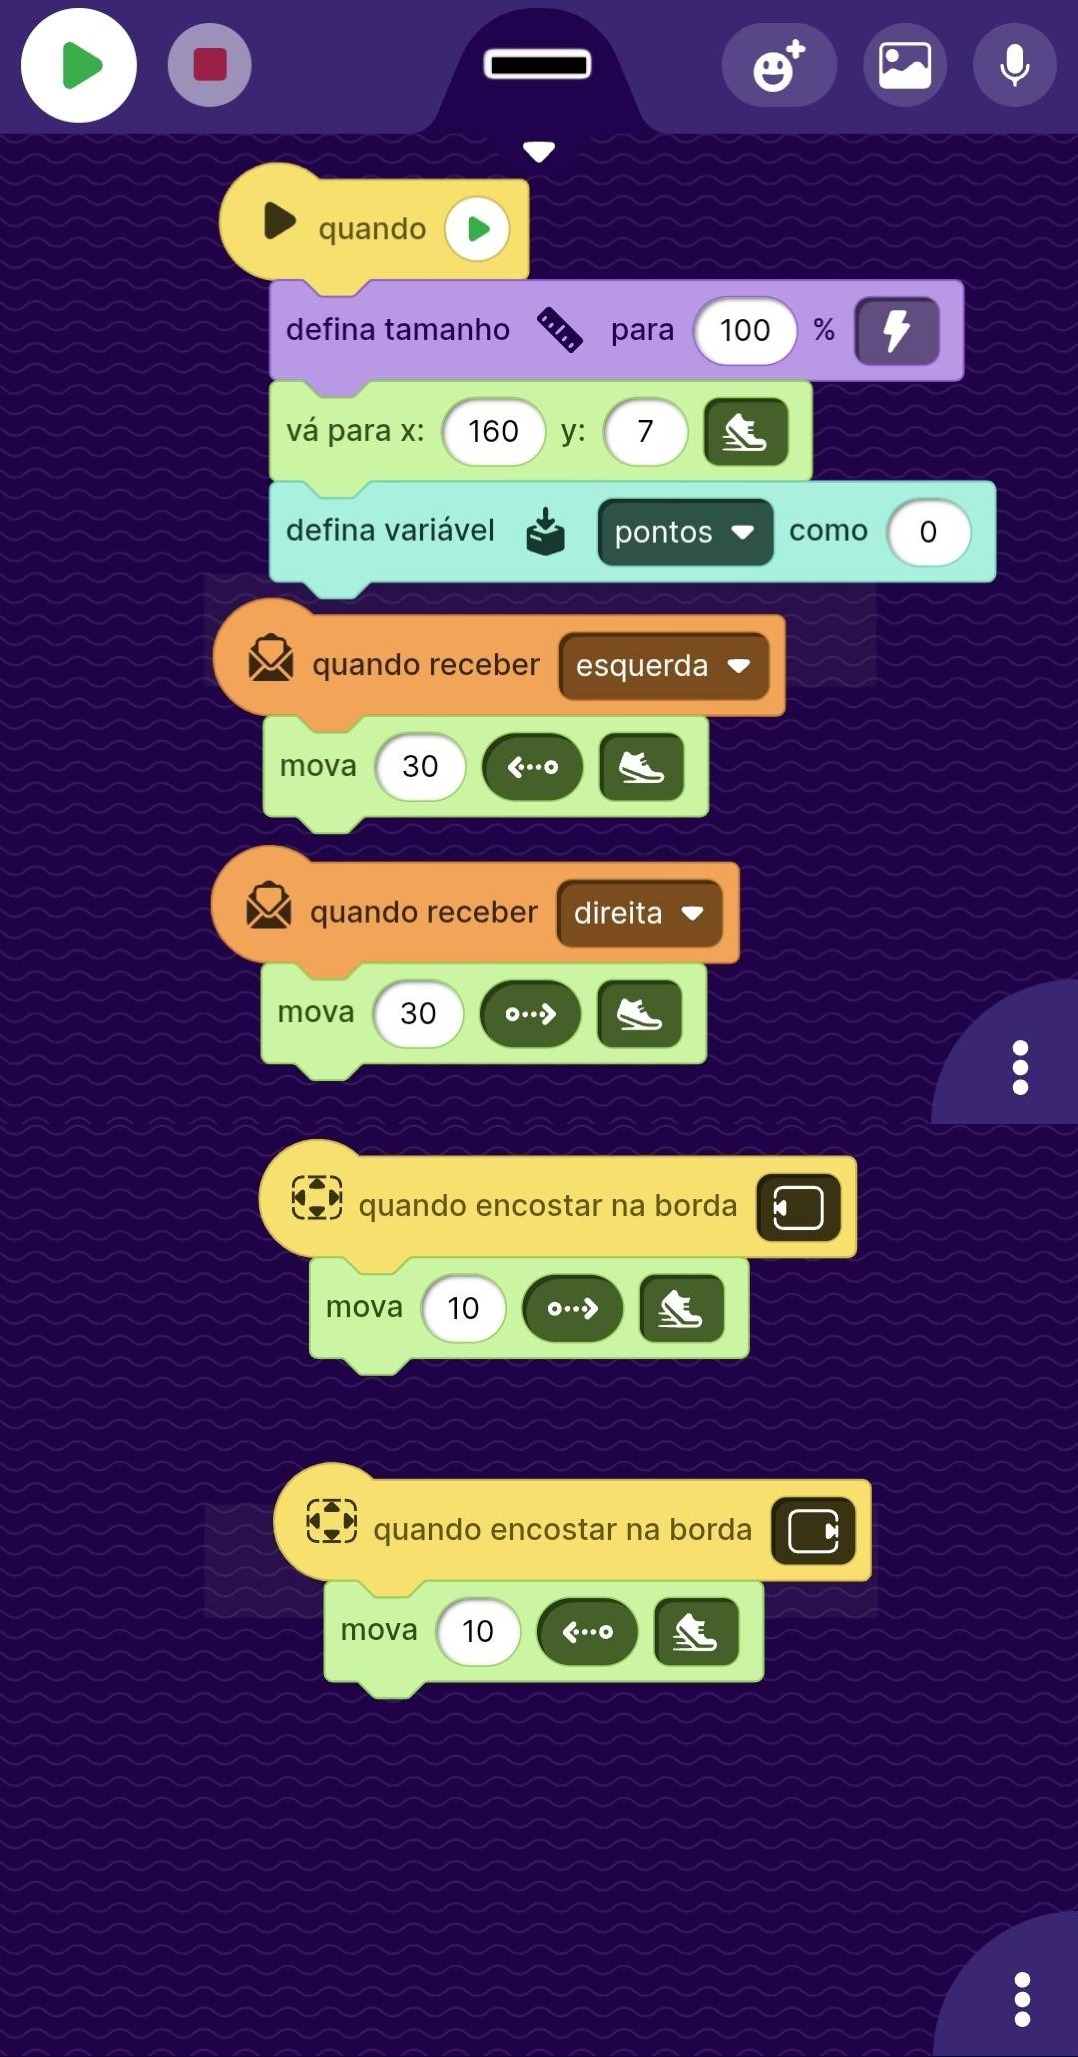 quando
defina tamanho para 100 %
vá para x: 160 y: 7
defina variável pontos como 0
quando receber esquerda
mova 30
quando receber direita
mova 30
quando encostar na borda
mova 10
quando encostar na borda
mova 10